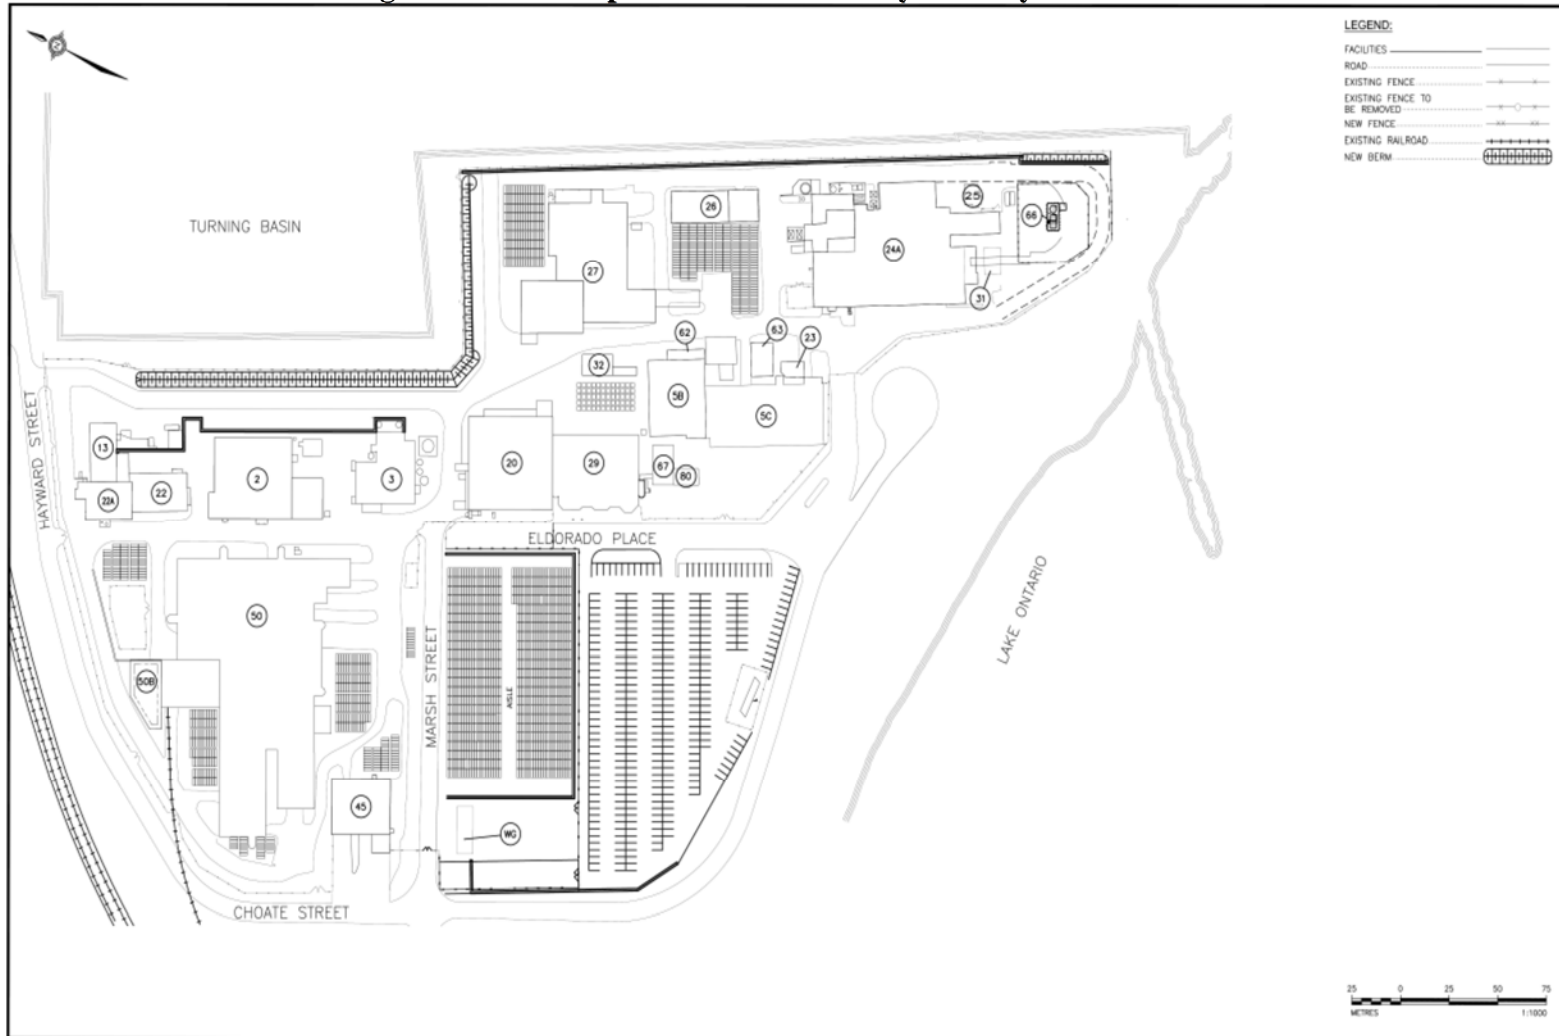 LEGEND:
FACILITIES
ROAD
EXISTING FENCE
EXISTING FENCE TO
BE REMOVED
NEW FENCE
EXISTING RAILROAD
NEW BERM
N
TURNING BASIN
25
26
66
24A
27
31
62
63
23
32
5B
5C
HAYWARD STREET
13
20
29
67
80
2
3
22
22A
ELDORADO PLACE
50
LAKE ONTARIO
MARSH STREET
AISLE
50B
45
WG
CHOATE STREET
25 0 25 50 75
METRES 1:1000